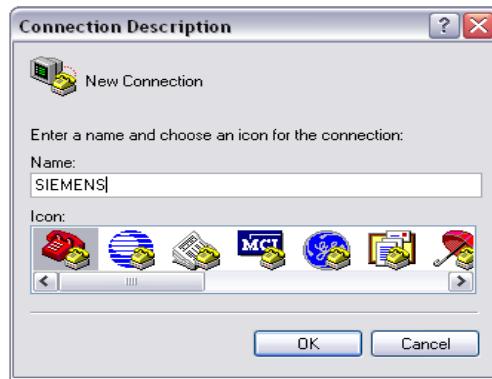 Connection Description
New Connection
Enter a name and choose an icon for the connection:
Name:
SIEMENS
Icon:
MCI
OK Cancel